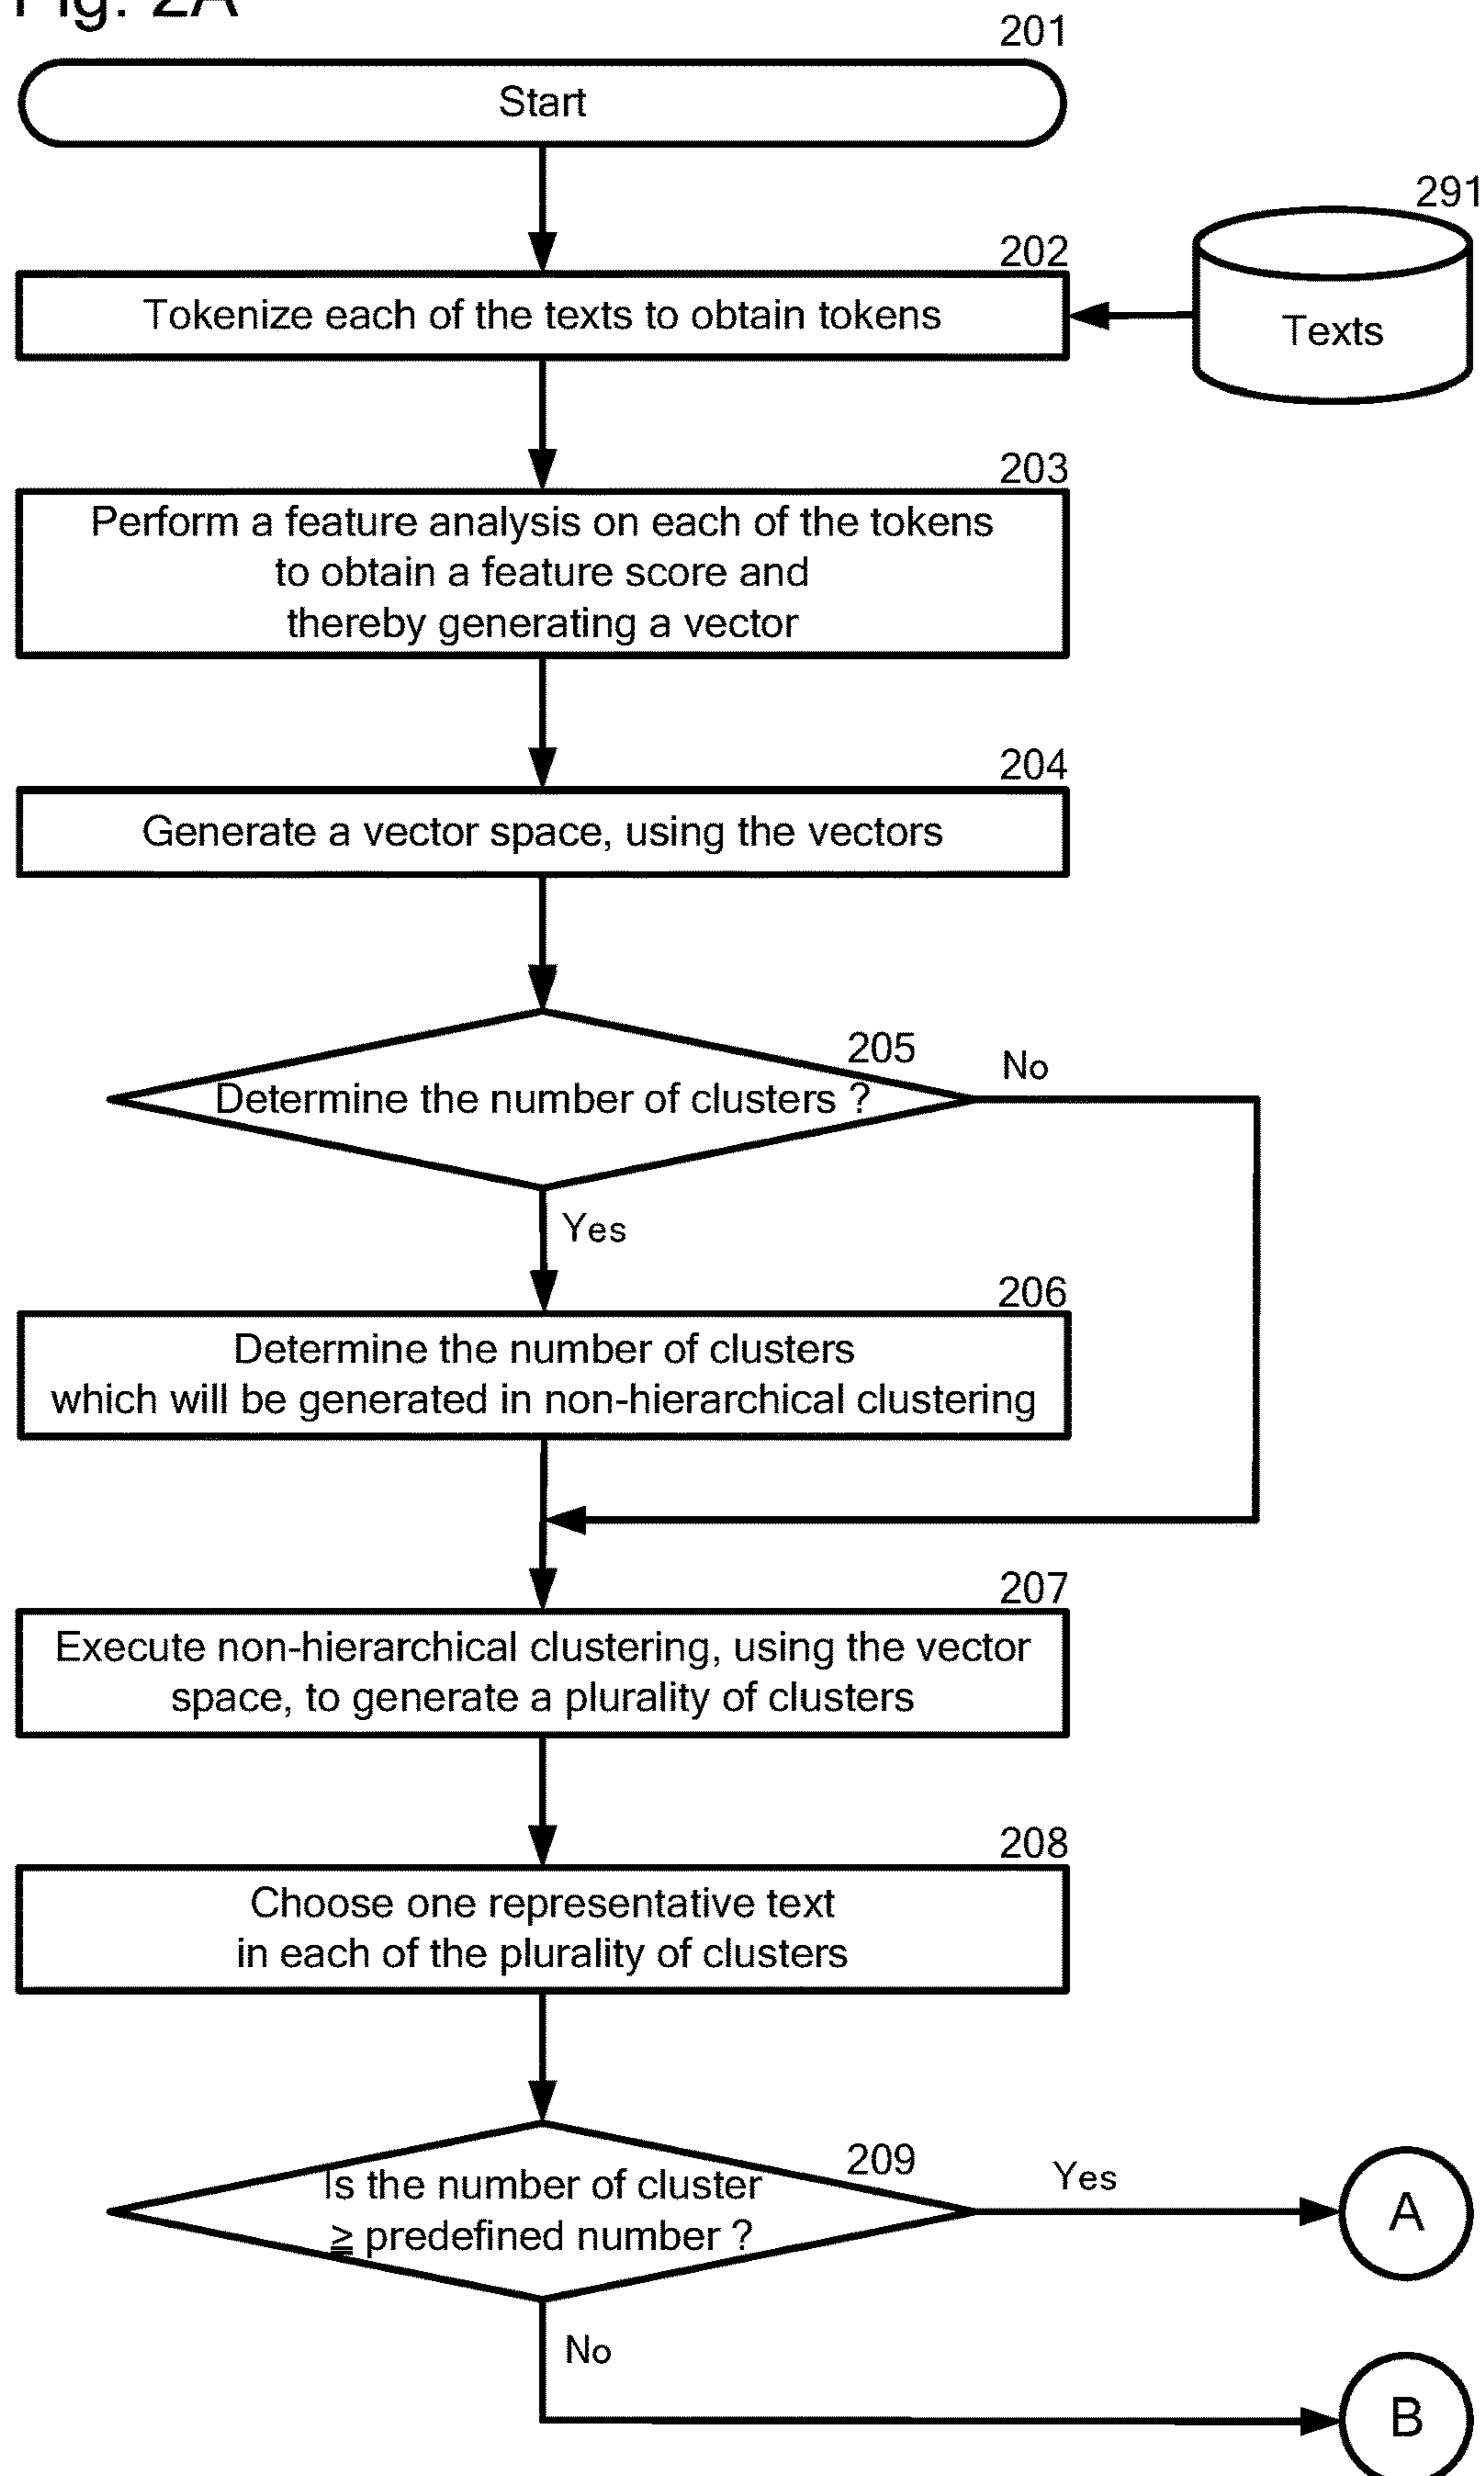 Fig. 2A
201
Start
291
202
Tokenize each of the texts to obtain tokens
Texts
203
Perform a feature analysis on each of the tokens
to obtain a feature score and
thereby generating a vector
204
Generate a vector space, using the vectors
205
No
Determine the number of clusters ?
Yes
206
Determine the number of clusters
which will be generated in non-hierarchical clustering
207
Execute non-hierarchical clustering, using the vector
space, to generate a plurality of clusters
208
Choose one representative text
in each of the plurality of clusters
209
Yes
Is the number of cluster
≧ predefined number ?
A
No
B